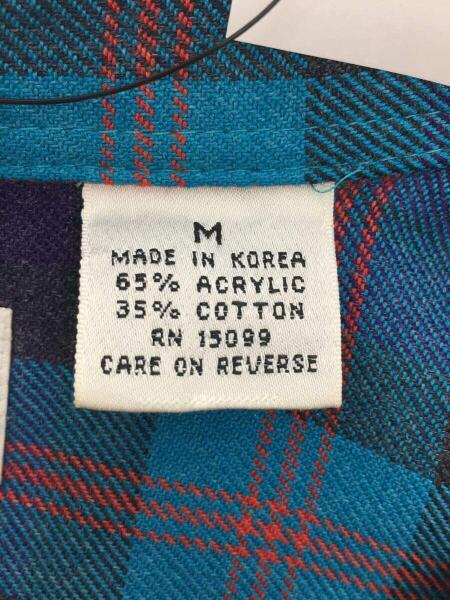 M
MADE IN KOREA
65% ACRYLIC
35% COTTON
RN 15099
CARE ON REVERSE